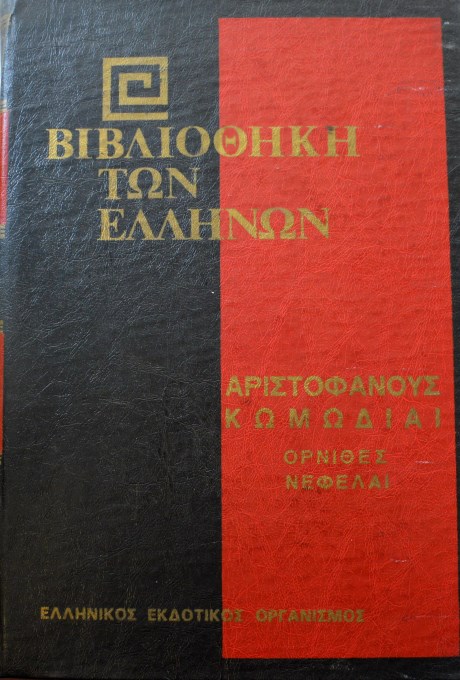 ΒΙΒΛΙΟΘΗΚΗ
ΤΩΝ
ΕΛΛΗΝΩΝ
ΑΡΙΣΤΟΦΑΝΟΥΣ
ΚΩΜΩΔΙΑΙ
ΟΡΝΙΘΕΣ
ΝΕΦΕΛΑΙ
ΕΛΛΗΝΙΚΟΣ ΕΚΔΟΤΙΚΟΣ ΟΡΓΑΝΙΣΜΟΣ